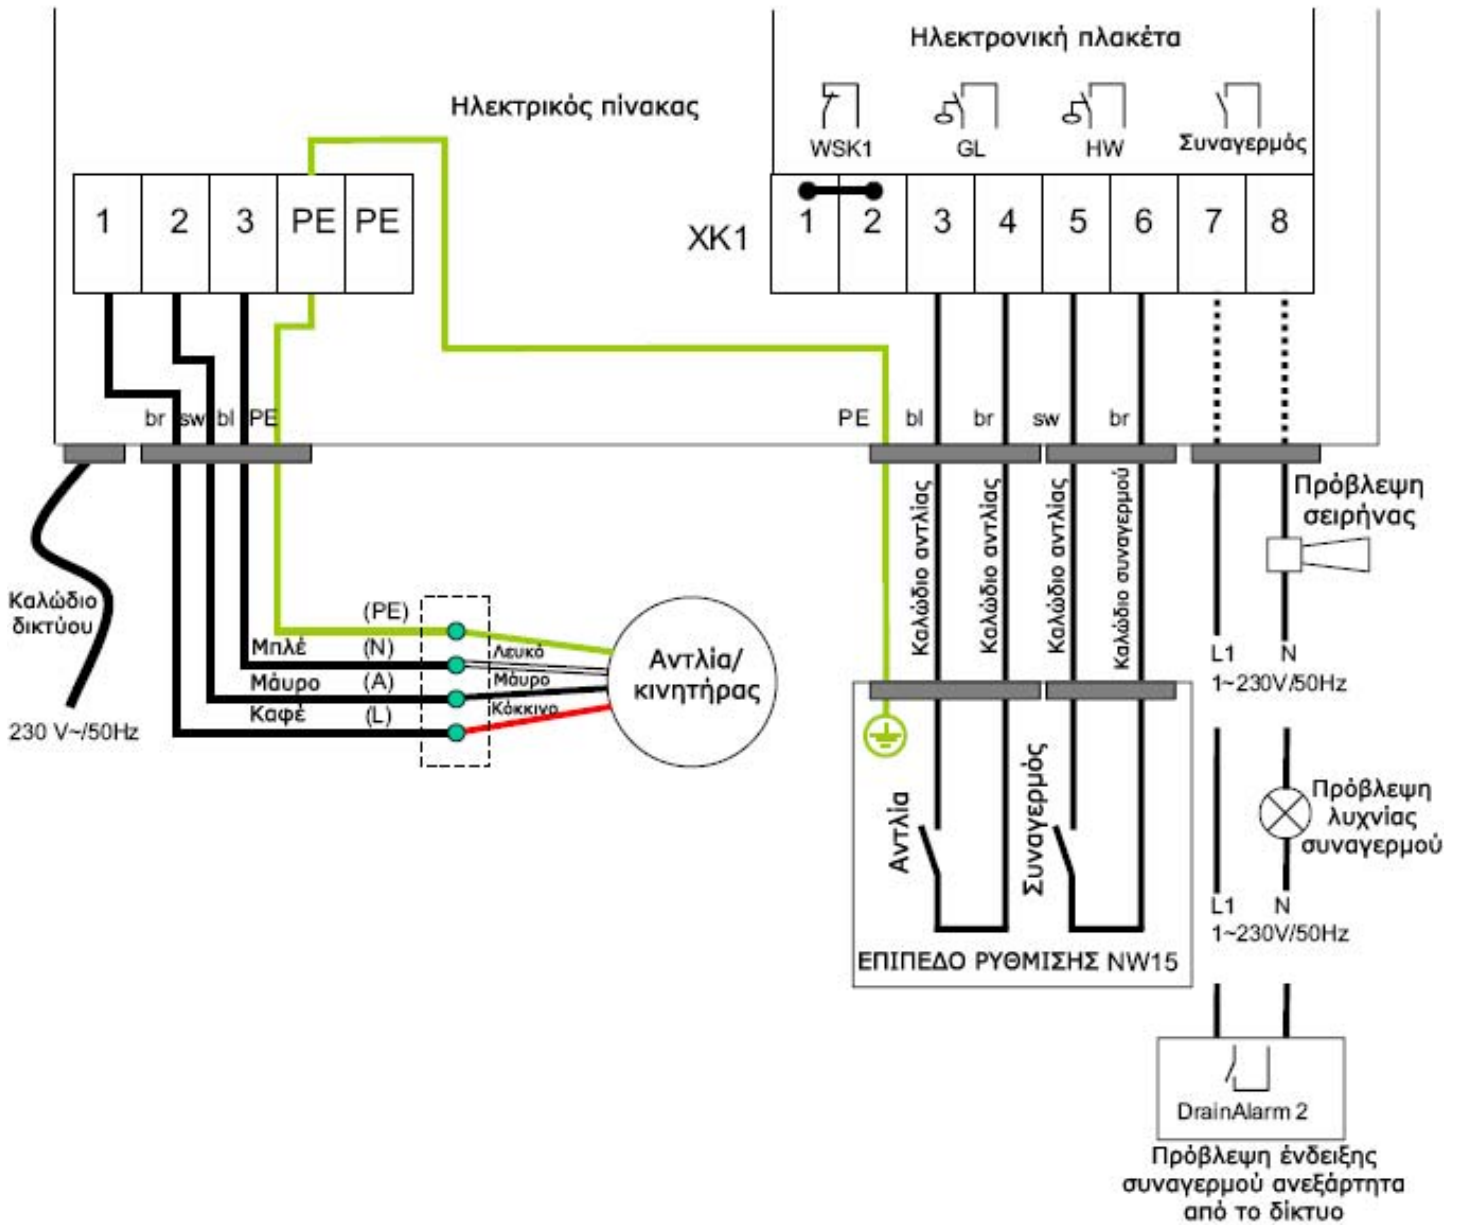 Ηλεκτρονική πλακέτα
Ηλεκτρικός πίνακας
WSK1 GL HW Συναγερμός
1 2 3 PE PE
XK1 1 2 3 4 5 6 7 8
br sw bl PE
PE bl br sw br
Καλώδιο αντλίας
Καλώδιο αντλίας
Καλώδιο αντλίας
Καλώδιο συναγερμού
Πρόβλεψη
σειρήνας
Καλώδιο
δικτύου
230 V~/50Hz
(PE)
Μπλέ (N) Λευκό
Μάυρο (A) Μάυρο
Καφέ (L) Κόκκινο
Αντλία/
κινητήρας
L1 N
1~230V/50Hz
Αντλία
Συναγερμός
ΕΠΙΠΕΔΟ ΡΥΘΜΙΣΗΣ NW15
Πρόβλεψη
λυχνίας
συναγερμού
L1 N
1~230V/50Hz
DrainAlarm 2
Πρόβλεψη ένδειξης
συναγερμού ανεξάρτητα
από το δίκτυο